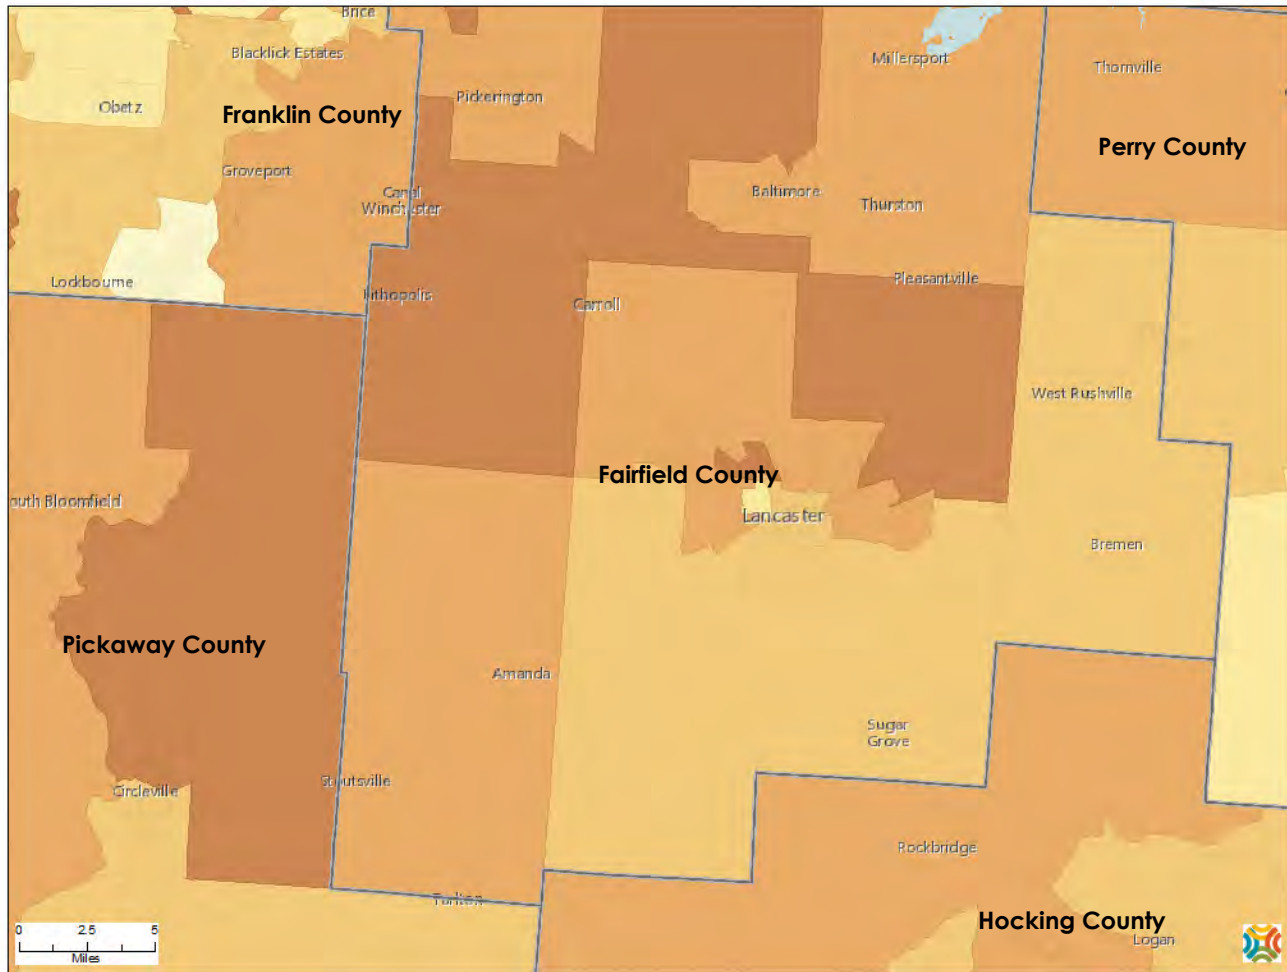 Brice
Blacklick Estates
Millersport
Thornville
Obetz
Pickerington
Franklin County
Perry County
Groveport
Canal
Winchester
Baltimore
Thurston
Lockbourne
Lithopolis
Carroll
Pleasantville
West Rushville
Fairfield County
outh Bloomfield
Lancaster
Bremen
Pickaway County
Amanda
Sugar
Grove
Circleville
Stoutsville
Rockbridge
Tarlton
Hocking County
Logan
0 2.5 5
Miles